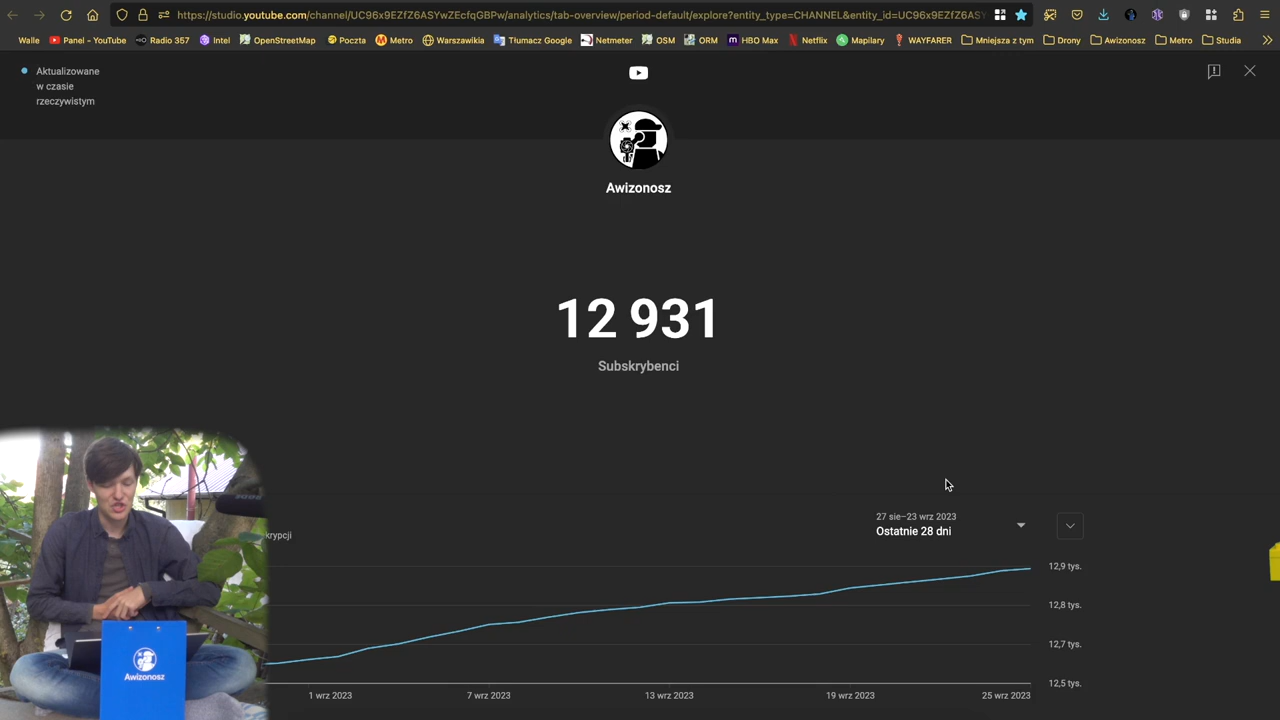 https://studio.youtube.com/channel/UC96x9EZfZ6ASYwZEcfqGBPw/analytics/tab-overview/period-default/explore?entity_type=CHANNEL&entity_id=UC96x9EZfZ6ASY
Walle Panel - YouTube Radio 357 Intel OpenStreetMap Poczta Metro Warszawikia Tłumacz Google Netmeter OSM ORM HBO Max Netflix Mapilary WAYFARER Mniejsza z tym Drony Awizonosz Metro Studia
Aktualizowane
w czasie
rzeczywistym
Awizonosz
12 931
Subskrybenci
27 sie–23 wrz 2023
Ostatnie 28 dni
krypcji
12,9 tys.
12,8 tys.
12,7 tys.
12,5 tys.
1 wrz 2023 7 wrz 2023 13 wrz 2023 19 wrz 2023 25 wrz 2023
Awizonosz